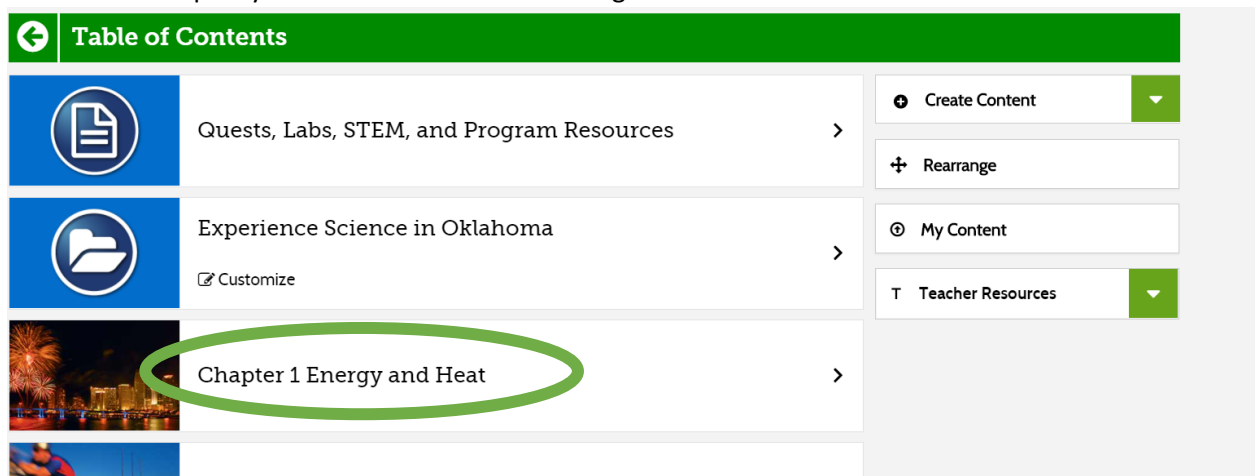 Table of Contents
Quests, Labs, STEM, and Program Resources
Experience Science in Oklahoma
Customize
Chapter 1 Energy and Heat
Create Content
Rearrange
My Content
T Teacher Resources